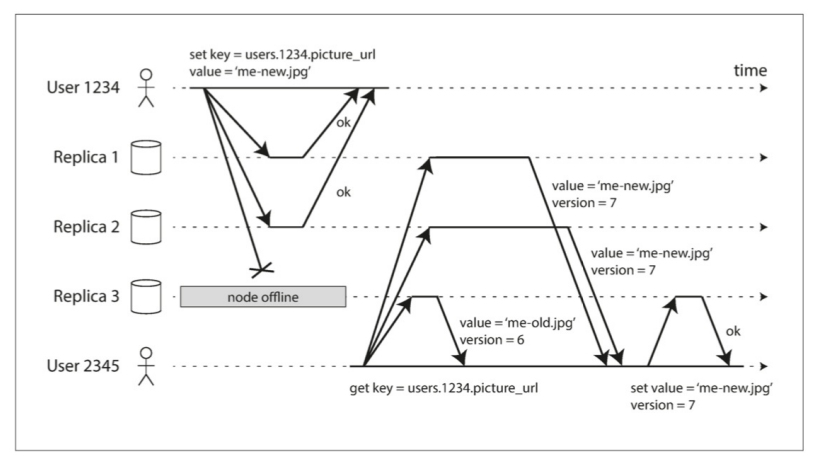 set key = users.1234.picture_url
value = 'me-new.jpg'
time
User 1234
ok
Replica 1
value = 'me-new.jpg'
version = 7
ok
Replica 2
value = 'me-new.jpg'
version = 7
Replica 3
node offline
value = 'me-old.jpg'
version = 6
ok
User 2345
get key = users.1234.picture_url
set value = 'me-new.jpg'
version = 7